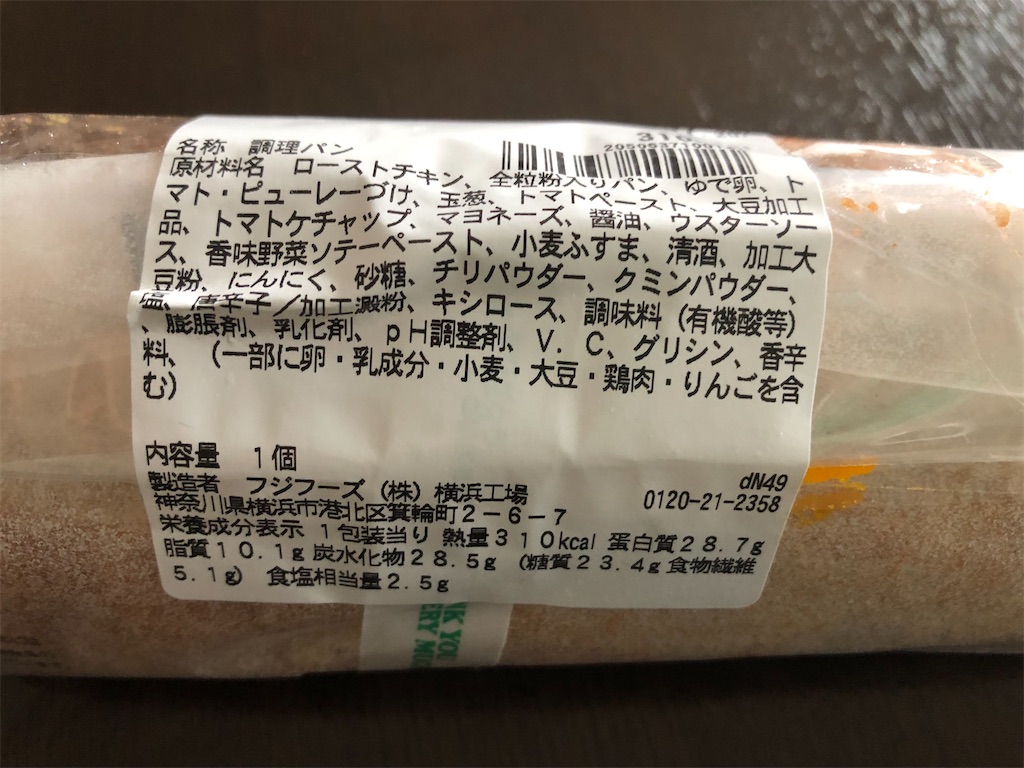 名称 調理パン
原材料名 ローストチキン、全粒粉入りパン、ゆで卵、ト
マト・ピューレーづけ、玉葱、トマトペースト、大豆加工
品、トマトケチャップ、マヨネーズ、醤油、ウスターソー
ス、香味野菜ソテーペースト、小麦ふすま、清酒、加工大
豆粉、にんにく、砂糖、チリパウダー、クミンパウダー、
塩、唐辛子/加工澱粉、キシロース、調味料(有機酸等)
、膨脹剤、乳化剤、pH調整剤、V.C、グリシン、香辛
料、(一部に卵・乳成分・小麦・大豆・鶏肉・りんごを含
む)
内容量 1個
製造者 フジフーズ(株)横浜工場 dN49
神奈川県横浜市港北区箕輪町2-6-7 0120-21-2358
栄養成分表示 1包装当り 熱量310kcal 蛋白質28.7g
脂質10.1g 炭水化物28.5g (糖質23.4g 食物繊維
5.1g) 食塩相当量2.5g